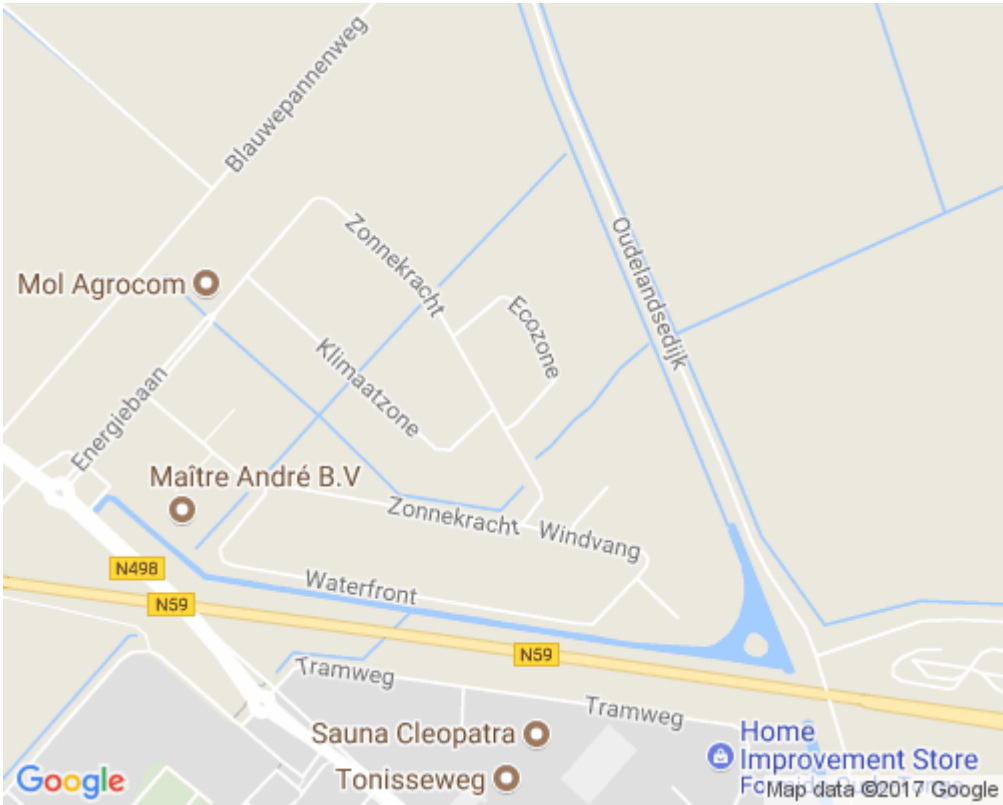 Blauwepannenweg
Zonnekracht
Oudelandsedijk
Mol Agrocom
Ecozone
Klimaatzone
Energiebaan
Maître André B.V
Zonnekracht
Windvang
N498
Waterfront
N59
N59
Tramweg
Tramweg
Sauna Cleopatra
Home
Improvement Store
Tonisseweg
Google
Map data ©2017 Google